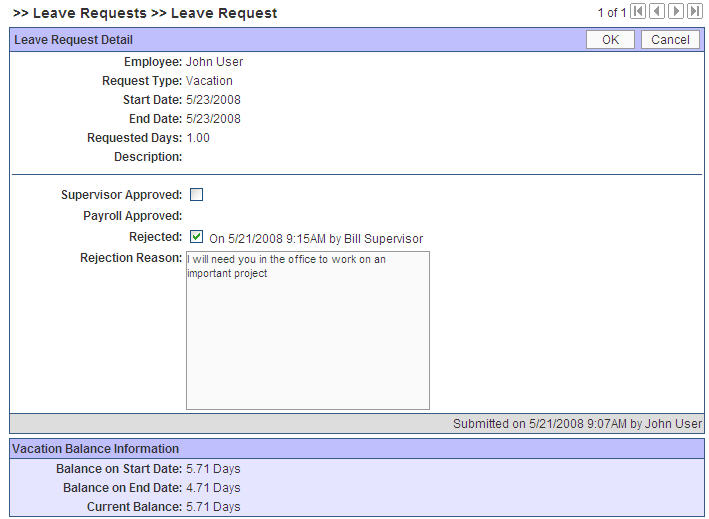 >> Leave Requests >> Leave Request
1 of 1
Leave Request Detail
OK Cancel
Employee: John User
Request Type: Vacation
Start Date: 5/23/2008
End Date: 5/23/2008
Requested Days: 1.00
Description:
Supervisor Approved:
Payroll Approved:
Rejected: On 5/21/2008 9:15AM by Bill Supervisor
Rejection Reason: I will need you in the office to work on an
important project
Submitted on 5/21/2008 9:07AM by John User
Vacation Balance Information
Balance on Start Date: 5.71 Days
Balance on End Date: 4.71 Days
Current Balance: 5.71 Days